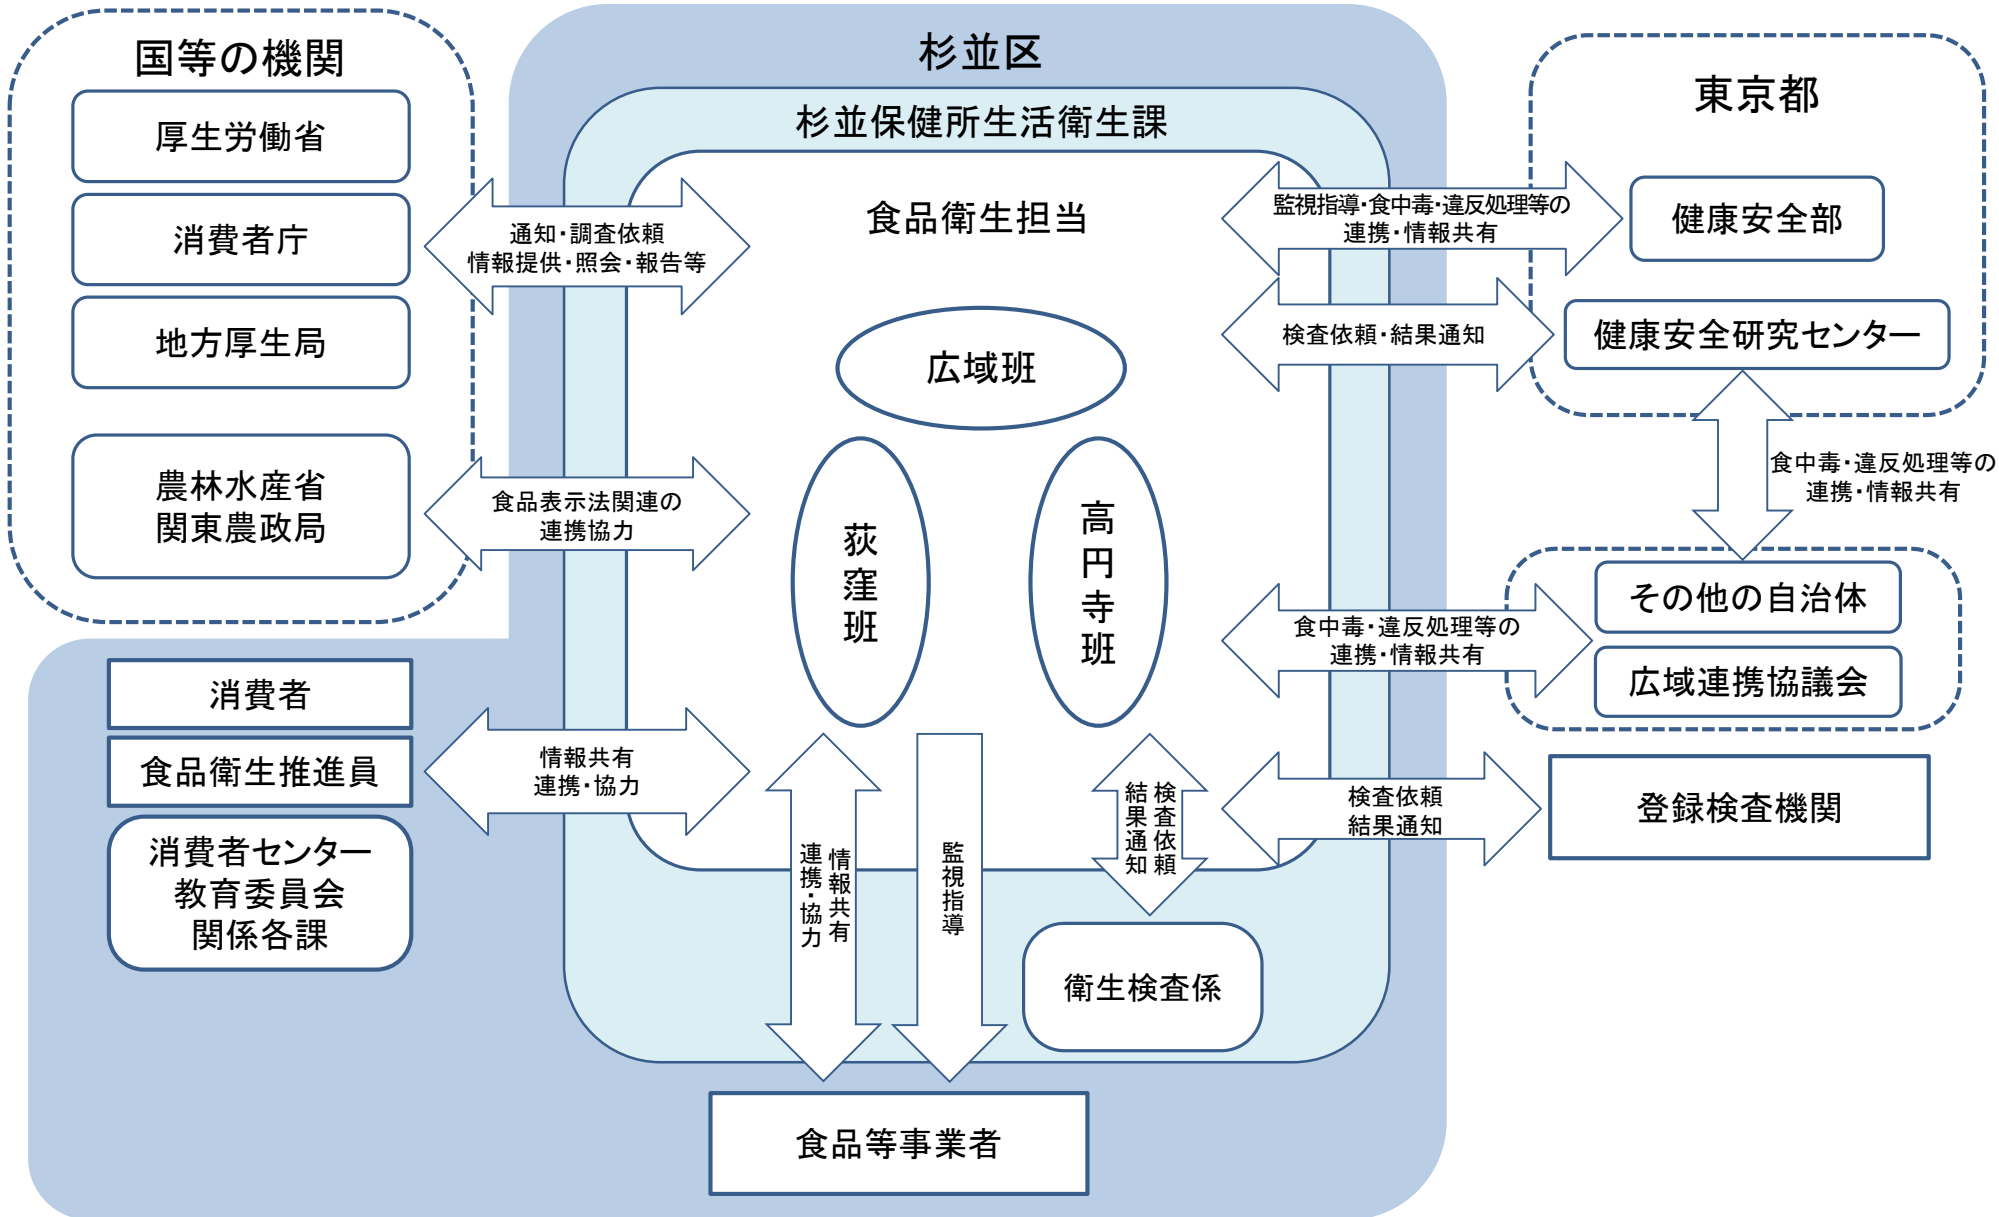 国等の機関
厚生労働省
消費者庁
地方厚生局
農林水産省
関東農政局
杉並区
杉並保健所生活衛生課
食品衛生担当
広域班
荻窪班
高円寺班
通知・調査依頼
情報提供・照会・報告等
食品表示法関連の
連携協力
東京都
健康安全部
健康安全研究センター
監視指導・食中毒・違反処理等の
連携・情報共有
検査依頼・結果通知
食中毒・違反処理等の
連携・情報共有
その他の自治体
広域連携協議会
食中毒・違反処理等の
連携・情報共有
消費者
食品衛生推進員
消費者センター
教育委員会
関係各課
情報共有
連携・協力
情報共有
連携・協力
監視指導
検査依頼
結果通知
検査依頼
結果通知
登録検査機関
衛生検査係
食品等事業者